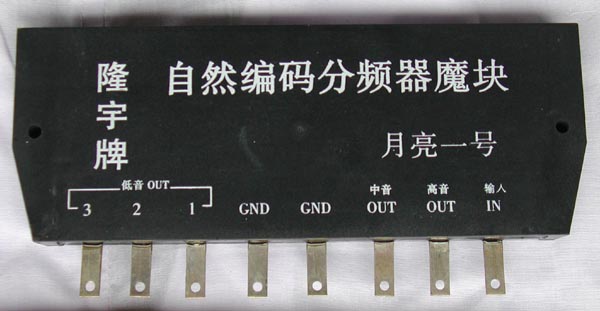 隆宇牌
自然编码分频器魔块
月亮一号
低音 OUT
3 2 1 GND GND
中音 OUT
高音 OUT
输入 IN